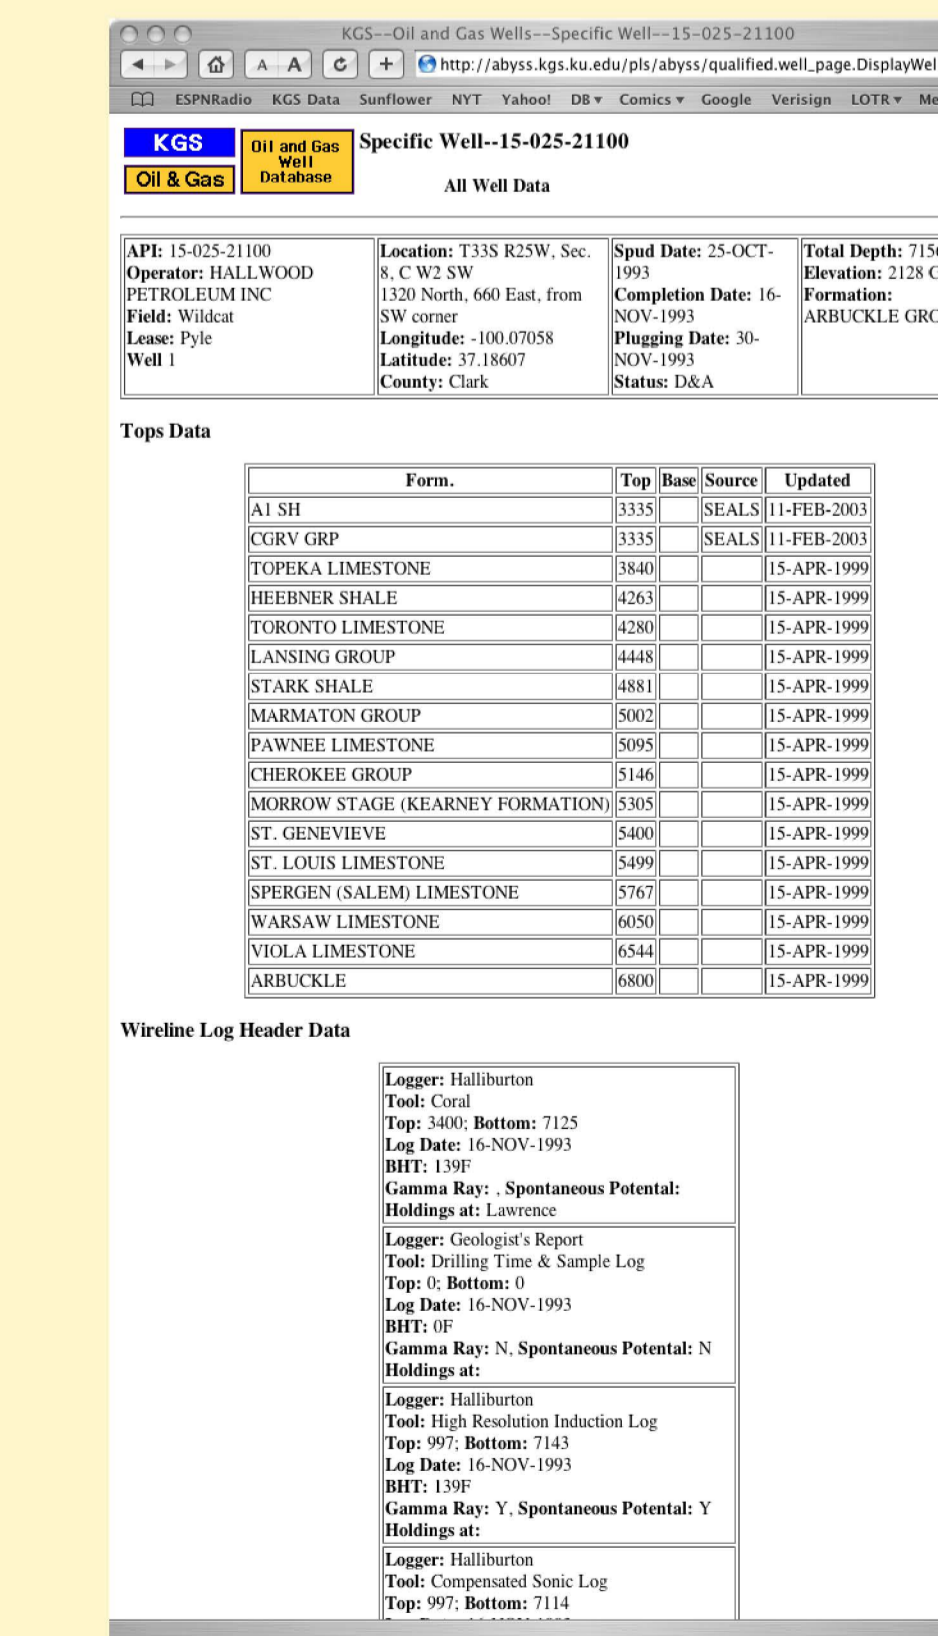 KGS--Oil and Gas Wells--Specific Well--15-025-21100
A A C + http://abyss.kgs.ku.edu/pls/abyss/qualified.well_page.DisplayWel
ESPNRadio KGS Data Sunflower NYT Yahoo! DB▾ Comics▾ Google Verisign LOTR▾ Me
KGS
Oil & Gas
Oil and Gas
Well
Database
Specific Well--15-025-21100
All Well Data
API: 15-025-21100
Operator: HALLWOOD
PETROLEUM INC
Field: Wildcat
Lease: Pyle
Well 1
Location: T33S R25W, Sec.
8, C W2 SW
1320 North, 660 East, from
SW corner
Longitude: -100.07058
Latitude: 37.18607
County: Clark
Spud Date: 25-OCT-
1993
Completion Date: 16-
NOV-1993
Plugging Date: 30-
NOV-1993
Status: D&A
Total Depth: 715
Elevation: 2128 G
Formation:
ARBUCKLE GRO
Tops Data
Form. Top Base Source Updated
A1 SH 3335 SEALS 11-FEB-2003
CGRV GRP 3335 SEALS 11-FEB-2003
TOPEKA LIMESTONE 3840 15-APR-1999
HEEBNER SHALE 4263 15-APR-1999
TORONTO LIMESTONE 4280 15-APR-1999
LANSING GROUP 4448 15-APR-1999
STARK SHALE 4881 15-APR-1999
MARMATON GROUP 5002 15-APR-1999
PAWNEE LIMESTONE 5095 15-APR-1999
CHEROKEE GROUP 5146 15-APR-1999
MORROW STAGE (KEARNEY FORMATION) 5305 15-APR-1999
ST. GENEVIEVE 5400 15-APR-1999
ST. LOUIS LIMESTONE 5499 15-APR-1999
SPERGEN (SALEM) LIMESTONE 5767 15-APR-1999
WARSAW LIMESTONE 6050 15-APR-1999
VIOLA LIMESTONE 6544 15-APR-1999
ARBUCKLE 6800 15-APR-1999
Wireline Log Header Data
Logger: Halliburton
Tool: Coral
Top: 3400; Bottom: 7125
Log Date: 16-NOV-1993
BHT: 139F
Gamma Ray: , Spontaneous Potental:
Holdings at: Lawrence
Logger: Geologist's Report
Tool: Drilling Time & Sample Log
Top: 0; Bottom: 0
Log Date: 16-NOV-1993
BHT: 0F
Gamma Ray: N, Spontaneous Potental: N
Holdings at:
Logger: Halliburton
Tool: High Resolution Induction Log
Top: 997; Bottom: 7143
Log Date: 16-NOV-1993
BHT: 139F
Gamma Ray: Y, Spontaneous Potental: Y
Holdings at:
Logger: Halliburton
Tool: Compensated Sonic Log
Top: 997; Bottom: 7114